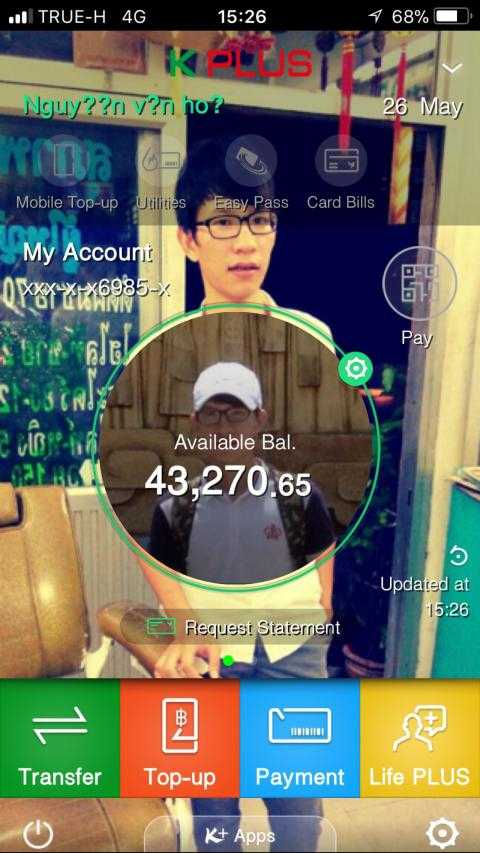 TRUE-H 4G 15:26 68%
K PLUS
Nguy??n v?n ho? 26 May
Mobile Top-up Utilities Easy Pass Card Bills
My Account
xxx-x-x6985-x
Pay
Available Bal.
43,270.65
Updated at
15:26
Request Statement
Transfer Top-up Payment Life PLUS
K+ Apps